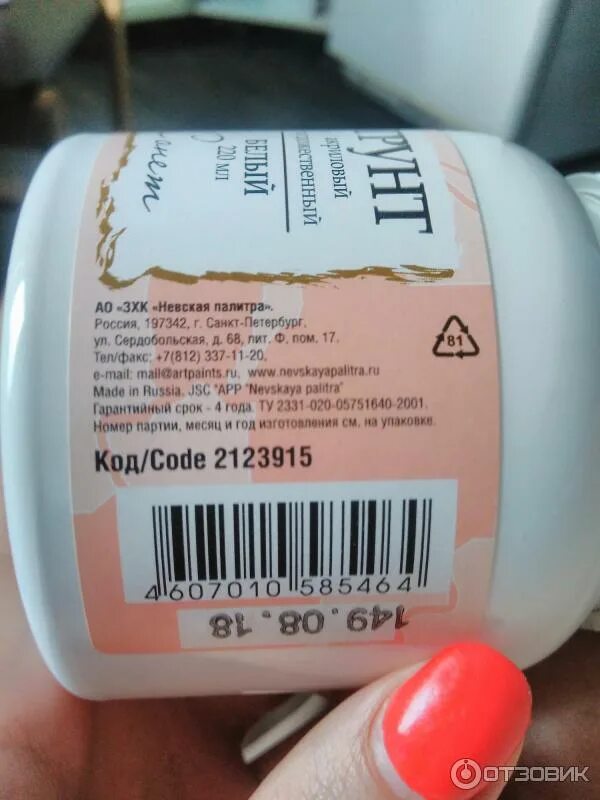 акриловый
БЕЛЫЙ
220 мл
АО «ЗХК «Невская палитра».
Россия, 197342, г. Санкт-Петербург,
ул. Сердобольская, д. 68, лит. Ф, пом. 17.
Тел/факс: +7(812) 337-11-20,
e-mail: mail@artpaints.ru, www.nevskayapalitra.ru
Made in Russia, JSC "APP "Nevskaya palitra"
Гарантийный срок - 4 года. ТУ 2331-020-05751640-2001.
Номер партии, месяц и год изготовления см. на упаковке.
81
Код/Code 2123915
4 607010 585464
149.08.18
ОТЗОВИК